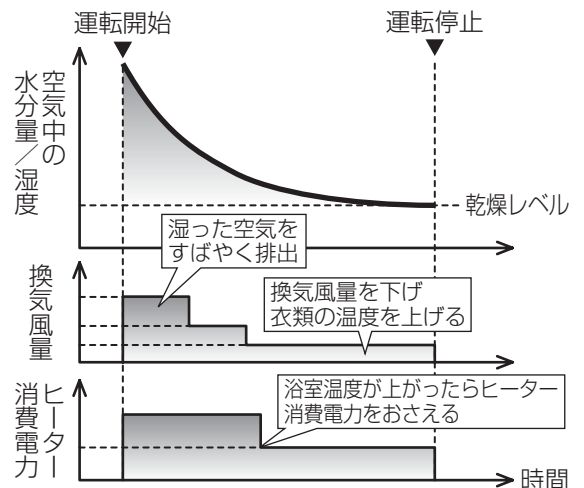 運転開始
運転停止
空気中の
水分量／湿度
乾燥レベル
湿った空気を
すばやく排出
換気風量
換気風量を下げ
衣類の温度を上げる
浴室温度が上がったらヒーター
消費電力をおさえる
ヒーター
消費電力
時間